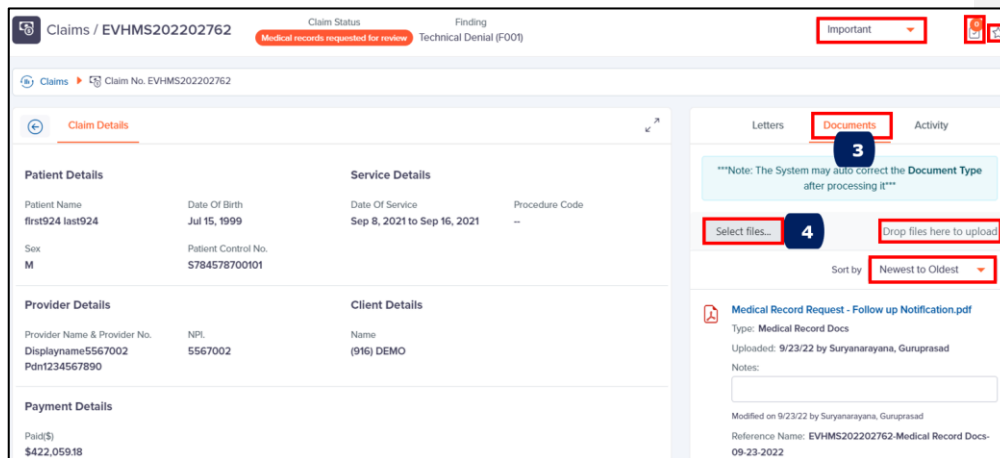 Claims / EVHMS202202762
Claim Status
Medical records requested for review
Finding
Technical Denial (F001)
Important
0
Claims Claim No. EVHMS202202762
Claim Details
Patient Details
Service Details
Patient Name
Date Of Birth
Date Of Service
Procedure Code
first924 last924
Jul 15, 1999
Sep 8, 2021 to Sep 16, 2021
--
Sex
Patient Control No.
M
S784578700101
Provider Details
Client Details
Provider Name & Provider No.
NPI.
Name
Displayname5567002
5567002
(916) DEMO
Pdn1234567890
Payment Details
Paid($)
$422,059.18
Letters
Documents
Activity
3
***Note: The System may auto correct the Document Type
after processing it***
Select files...
4
Drop files here to upload
Sort by
Newest to Oldest
Medical Record Request - Follow up Notification.pdf
Type: Medical Record Docs
Uploaded: 9/23/22 by Suryanarayana, Guruprasad
Notes:
Modified on 9/23/22 by Suryanarayana, Guruprasad
Reference Name: EVHMS202202762-Medical Record Docs-
09-23-2022